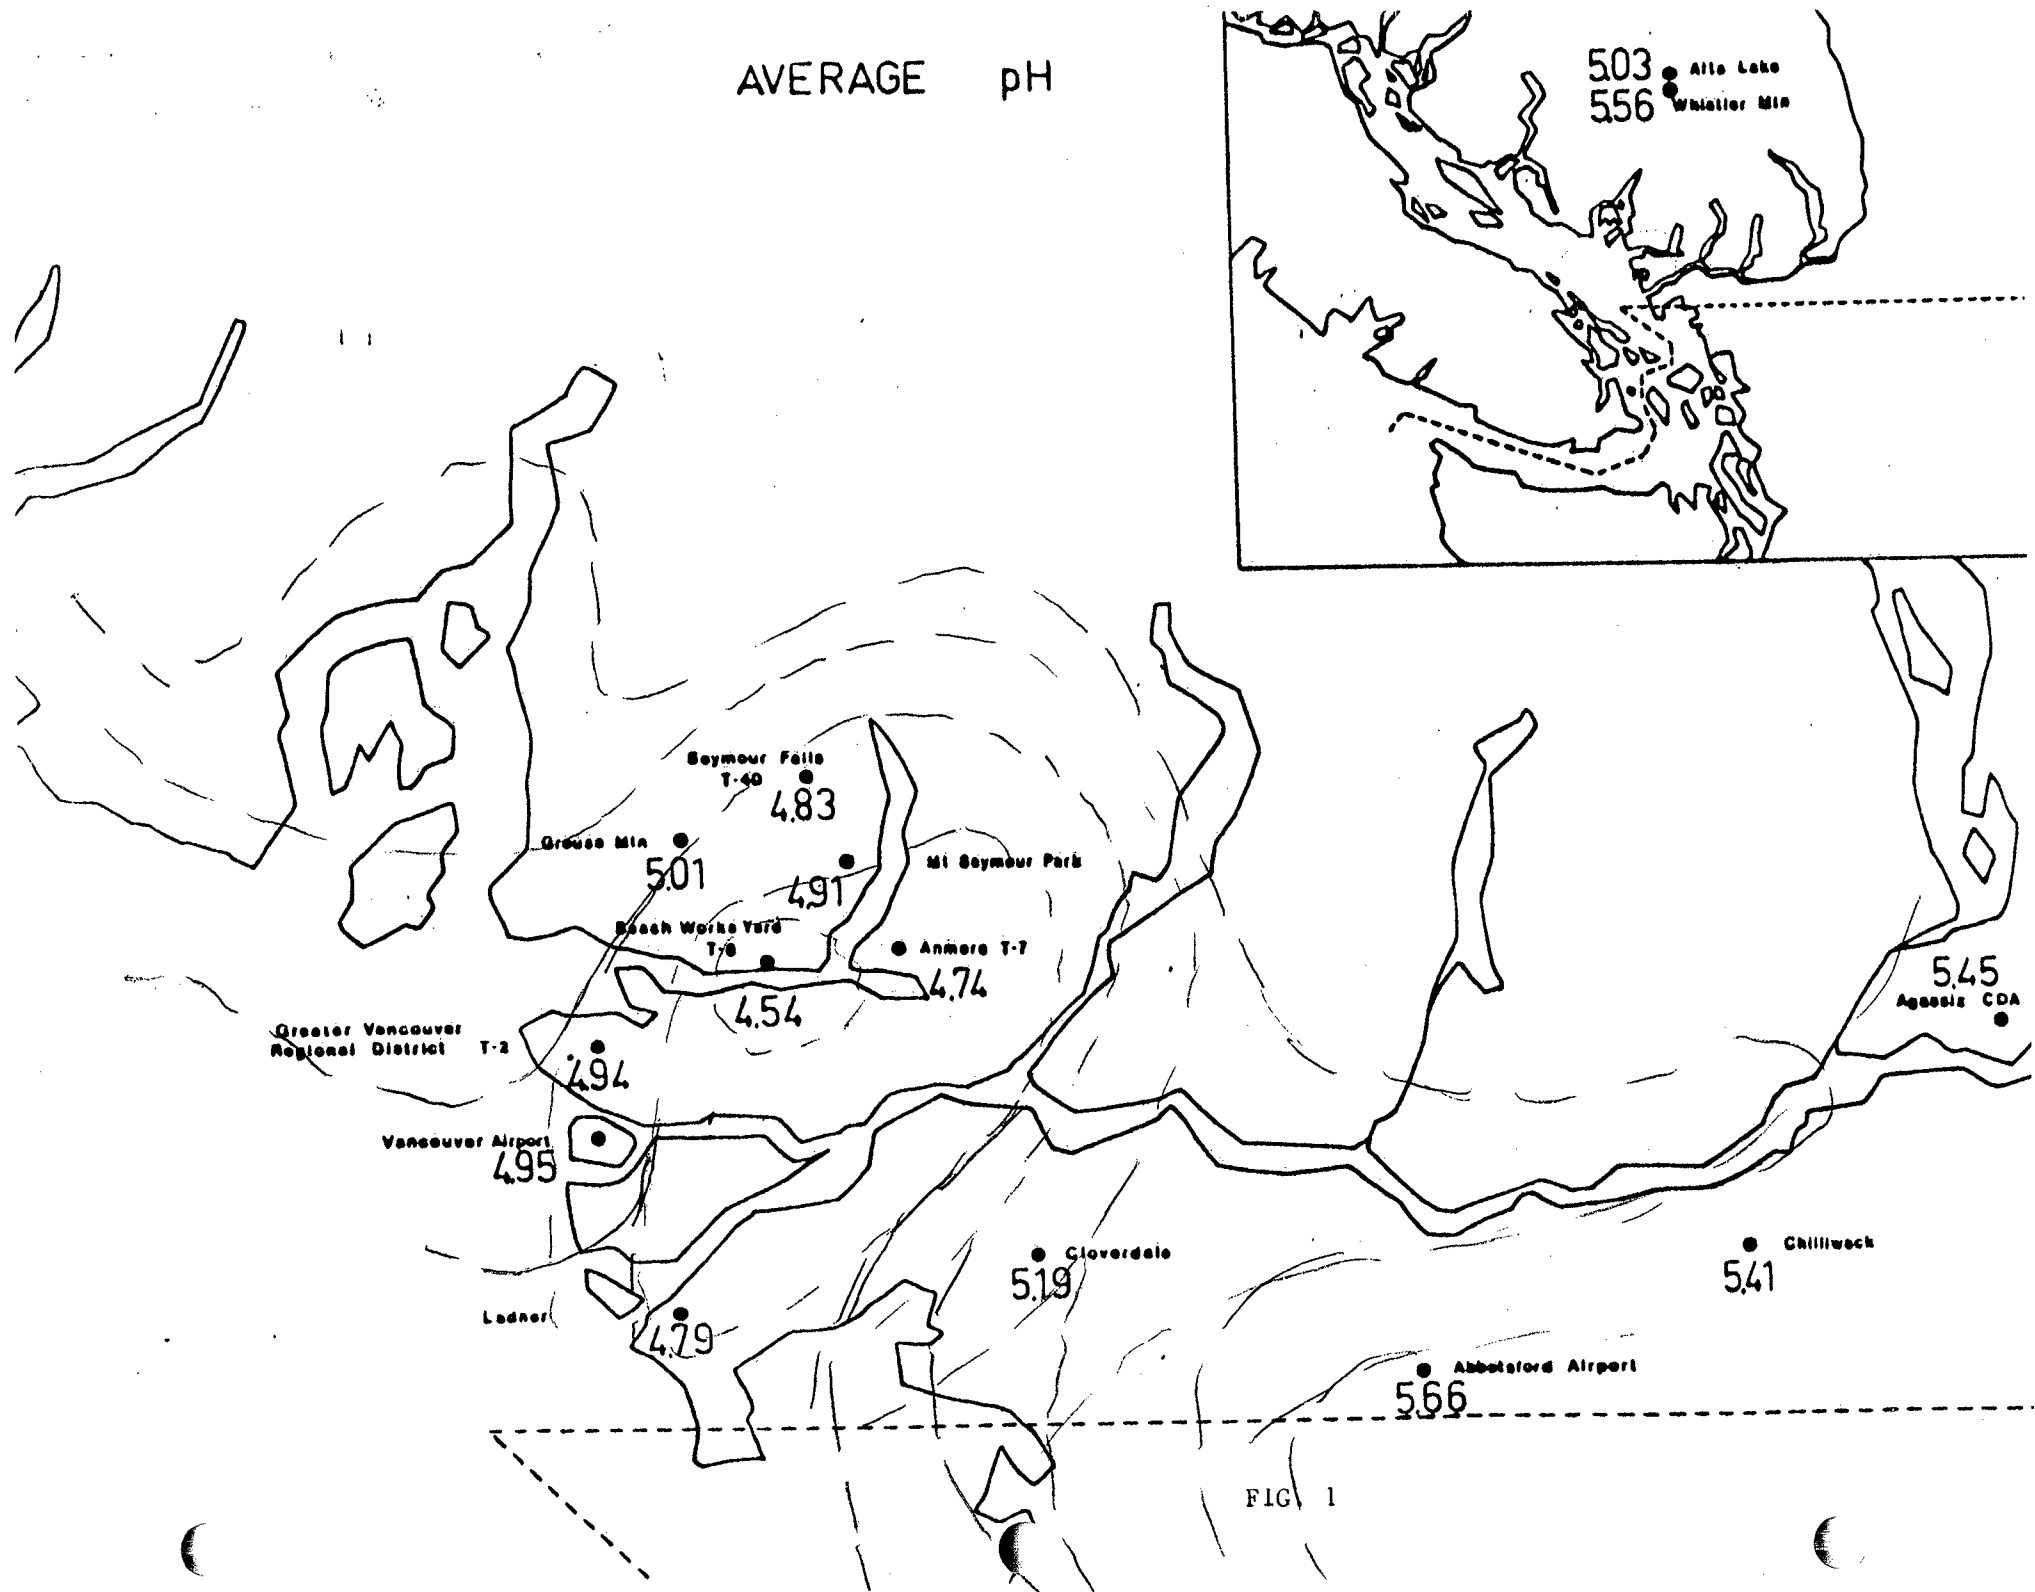 AVERAGE pH
5.03 Alta Lake
5.56 Whistler Mtn
Seymour Falls
T-40
4.83
Grouse Mtn
5.01
4.91
Mt Seymour Park
Works Yard
T-6
4.54
Anmore T-7
4.74
5.45
Agassiz CDA
Greater Vancouver
Regional District T-2
4.94
Vancouver Airport
4.95
Cloverdale
5.19
Chilliwack
5.41
Ladner
4.79
Abbotsford Airport
5.66
FIG. 1